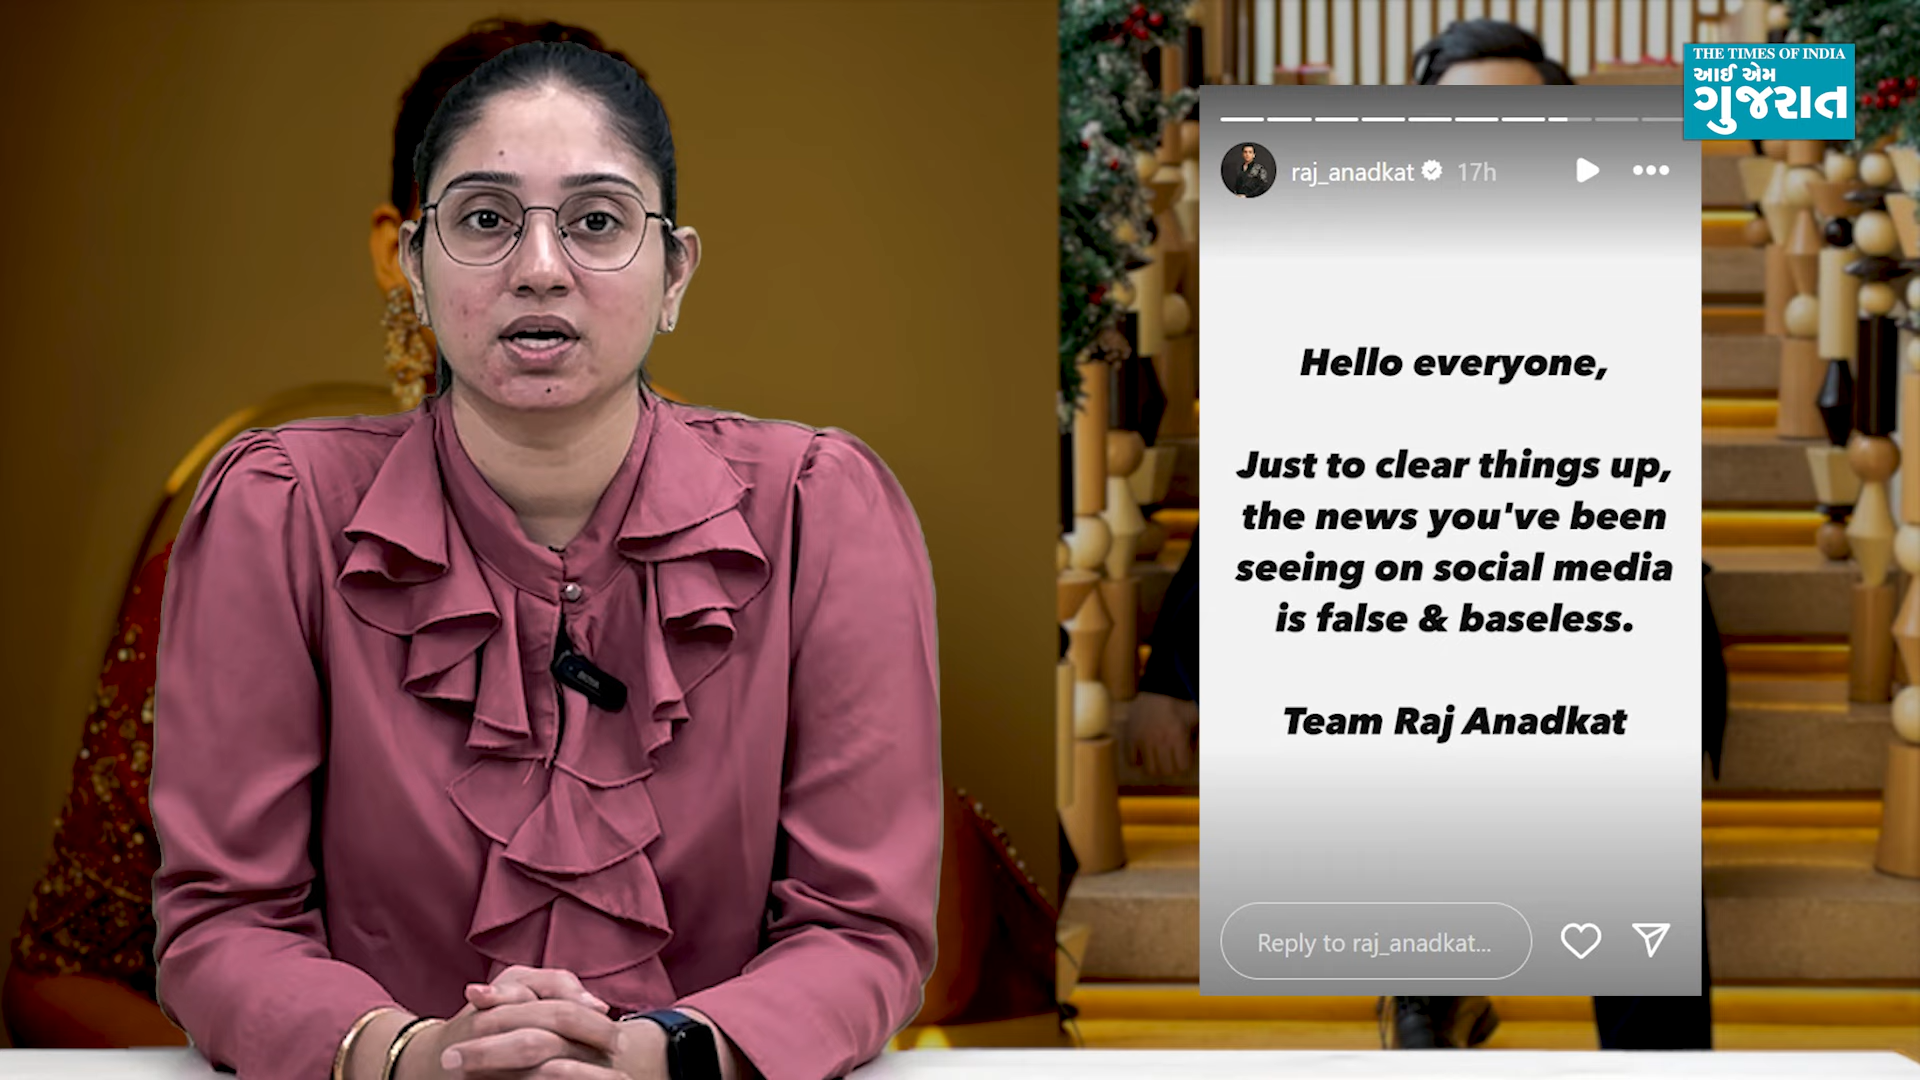 THE TIMES OF INDIA
આઈ એમ
ગુજરાત
raj_anadkat 17h
Hello everyone,
Just to clear things up,
the news you've been
seeing on social media
is false & baseless.
Team Raj Anadkat
Reply to raj_anadkat...